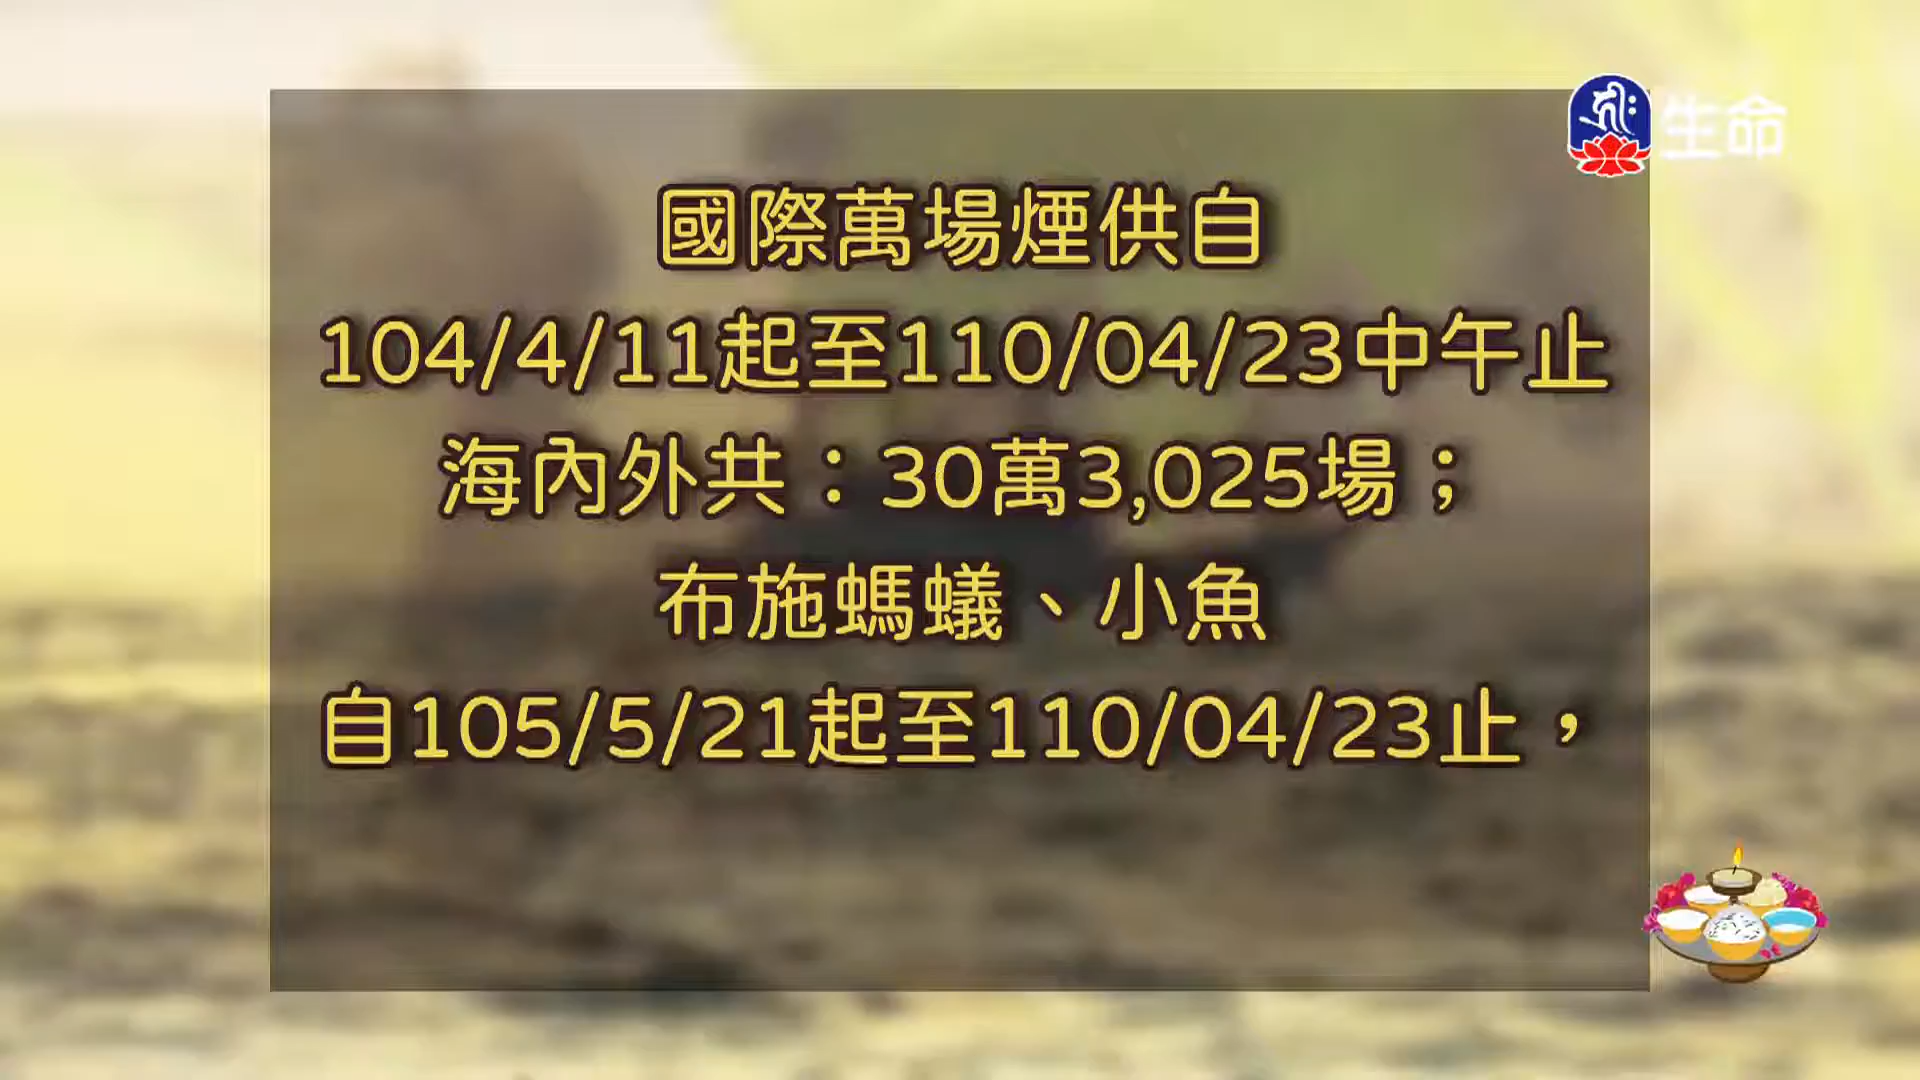 生命
國際萬場煙供自
104/4/11起至110/04/23中午止
海內外共：30萬3,025場；
布施螞蟻、小魚
自105/5/21起至110/04/23止，